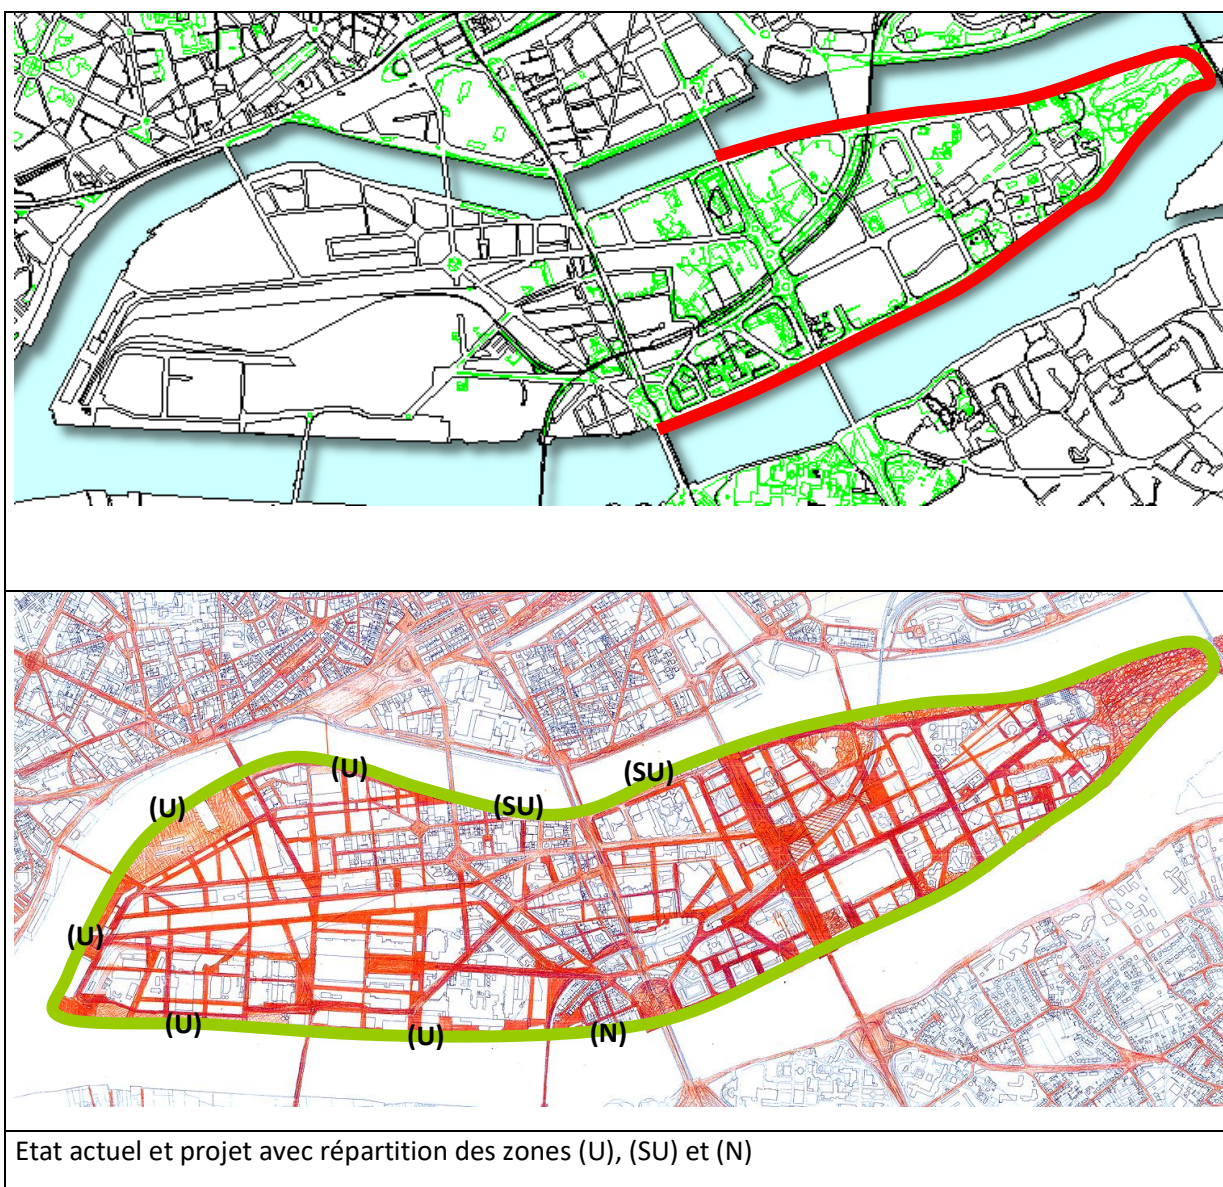 (U)
(SU)
(U)
(SU)
(U)
(U)
(U)
(N)
Etat actuel et projet avec répartition des zones (U), (SU) et (N)